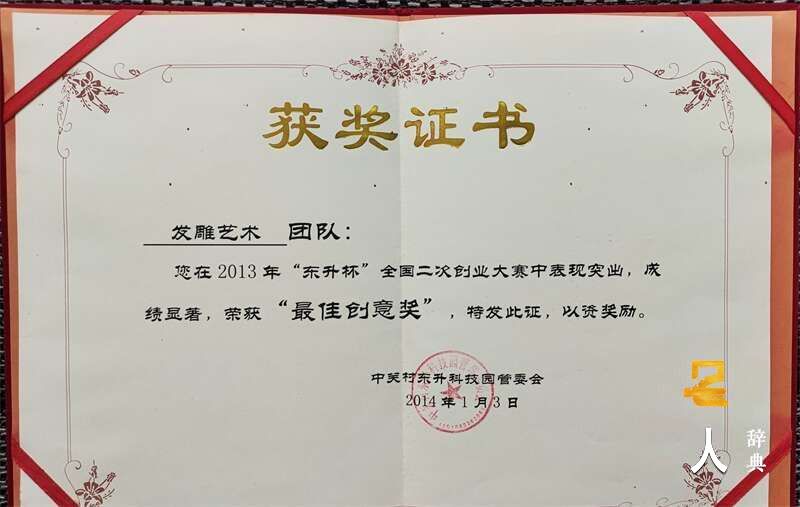 获奖证书
发雕艺术 团队：
您在2013年“东升杯”全国二次创业大赛中表现突出，成
绩显著，荣获“最佳创意奖”，特发此证，以资奖励。
中关村东升科技园管委会
2014年1月3日
名
人
辞典